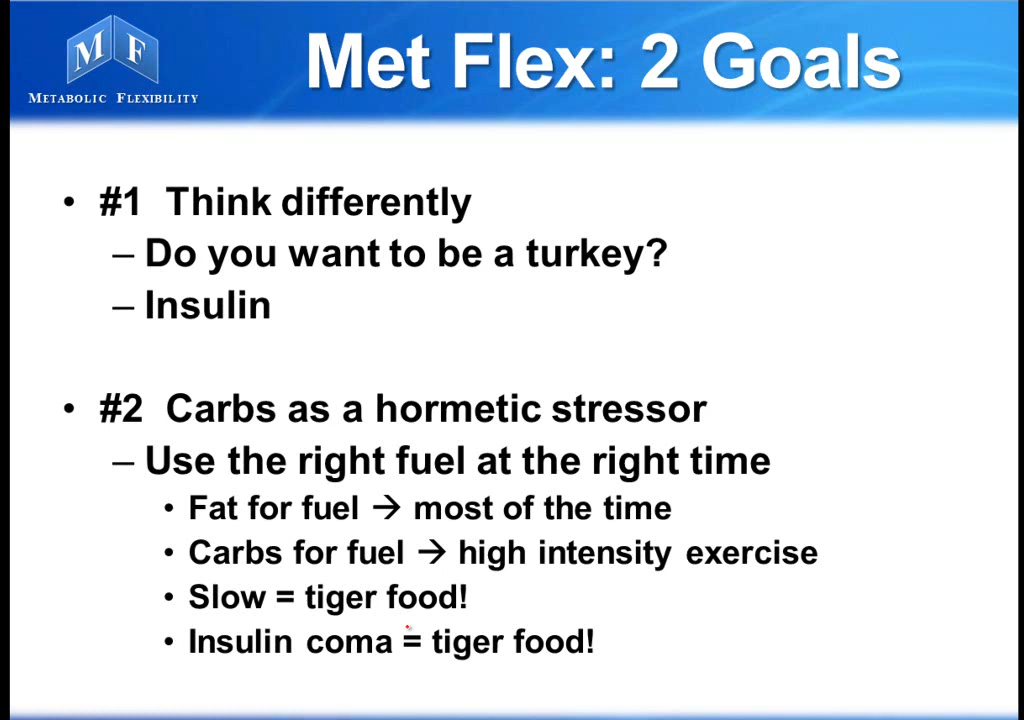 M F
METABOLIC FLEXIBILITY
Met Flex: 2 Goals
• #1 Think differently
– Do you want to be a turkey?
– Insulin
• #2 Carbs as a hormetic stressor
– Use the right fuel at the right time
• Fat for fuel → most of the time
• Carbs for fuel → high intensity exercise
• Slow = tiger food!
• Insulin coma = tiger food!